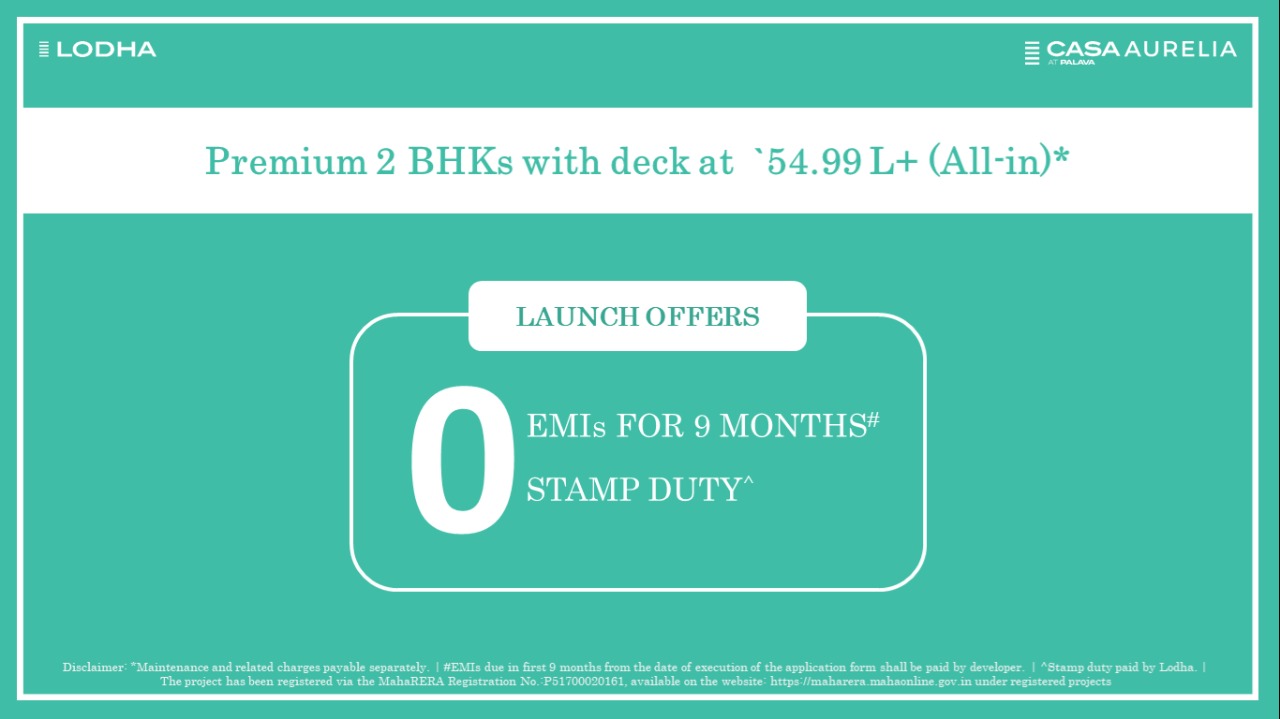 LODHA
CASA AURELIA
AT PALAVA
Premium 2 BHKs with deck at `54.99 L+ (All-in)*
LAUNCH OFFERS
0
EMIs FOR 9 MONTHS#
STAMP DUTY^
Disclaimer: *Maintenance and related charges payable separately. | #EMIs due in first 9 months from the date of execution of the application form shall be paid by developer. | ^Stamp duty paid by Lodha. |
The project has been registered via the MahaRERA Registration No.:P51700020161, available on the website: https://maharera.mahaonline.gov.in under registered projects